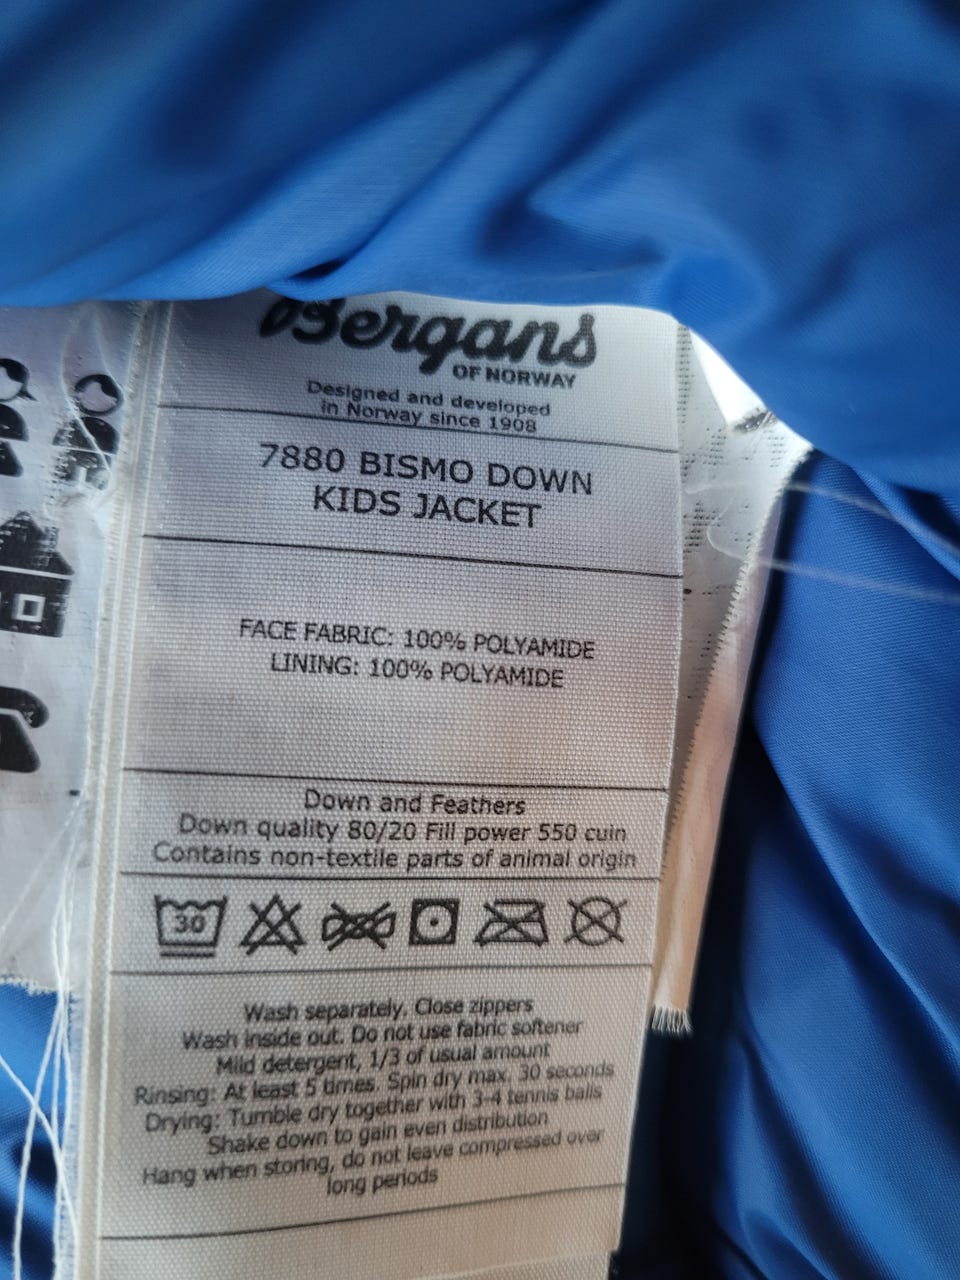 Bergans
OF NORWAY
Designed and developed
in Norway since 1908
7880 BISMO DOWN
KIDS JACKET
FACE FABRIC: 100% POLYAMIDE
LINING: 100% POLYAMIDE
Down and Feathers
Down quality 80/20 Fill power 550 cuin
Contains non-textile parts of animal origin
30
Wash separately. Close zippers
Wash inside out. Do not use fabric softener
Mild detergent, 1/3 of usual amount
Rinsing: At least 5 times. Spin dry max. 30 seconds
Drying: Tumble dry together with 3-4 tennis balls
Shake down to gain even distribution
Hang when storing, do not leave compressed over
long periods